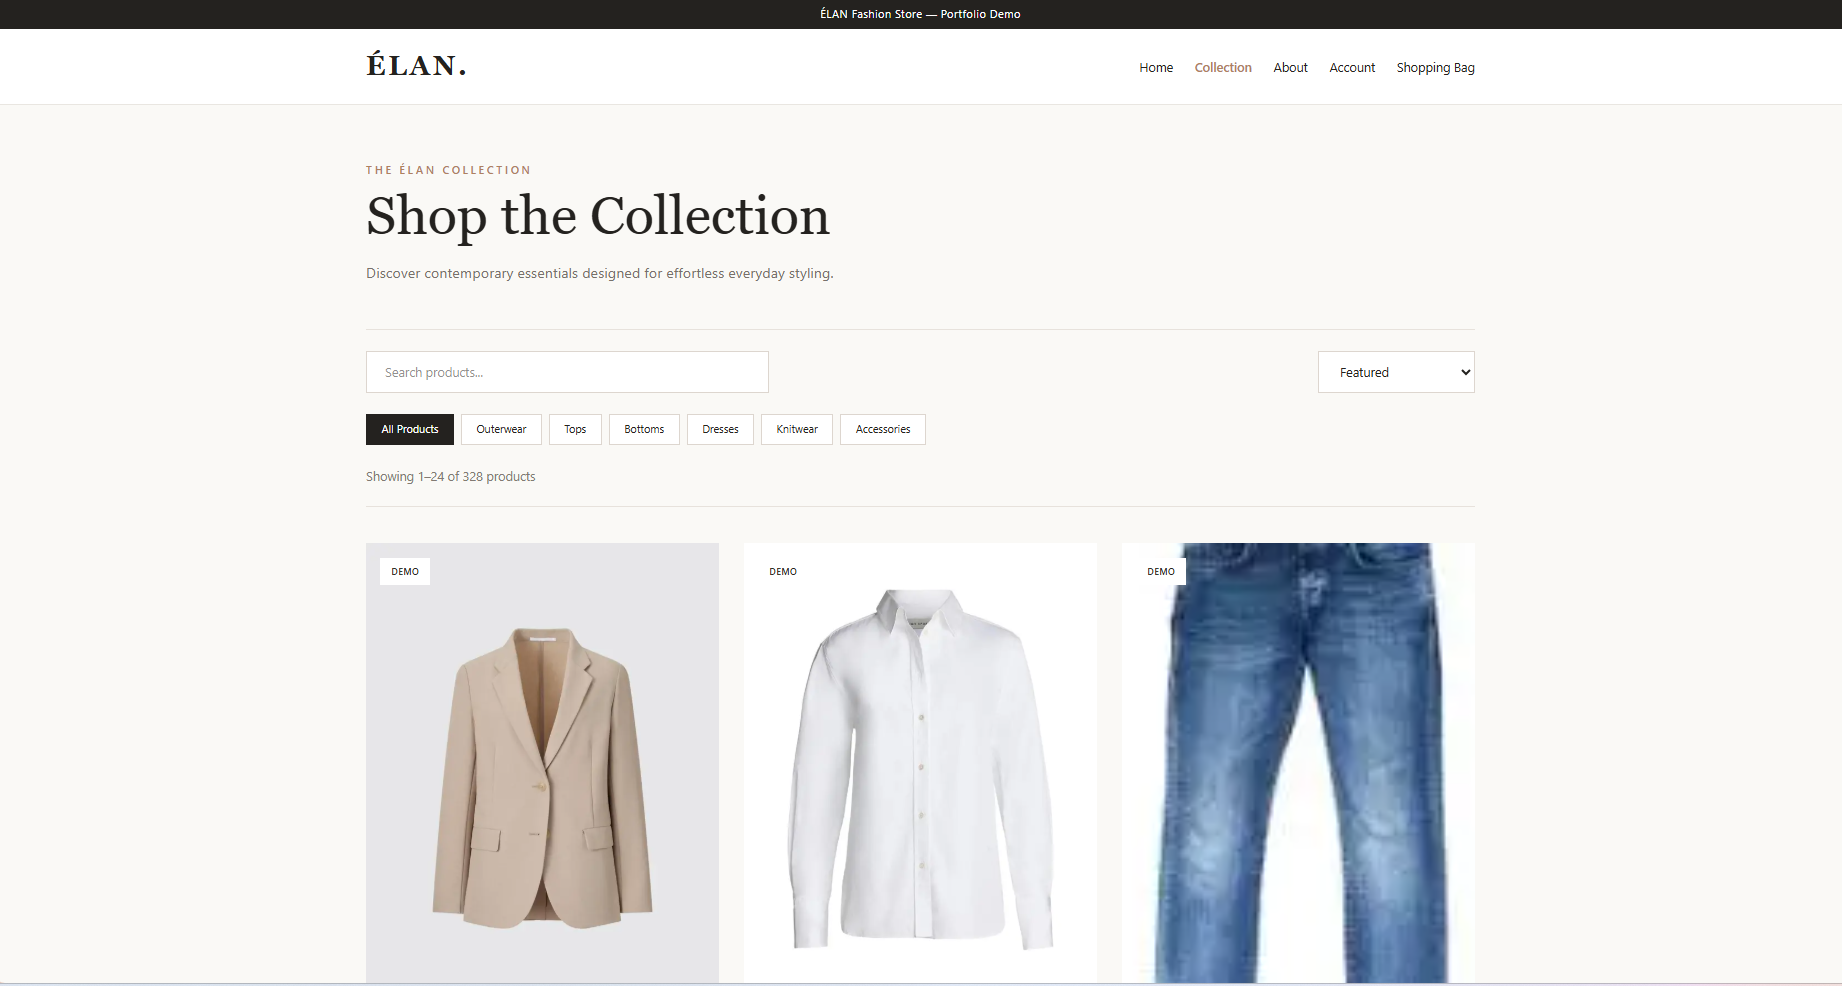 ÉLAN Fashion Store — Portfolio Demo
ÉLAN.
Home Collection About Account Shopping Bag
THE ÉLAN COLLECTION
Shop the Collection
Discover contemporary essentials designed for effortless everyday styling.
Search products...
Featured
All Products Outerwear Tops Bottoms Dresses Knitwear Accessories
Showing 1–24 of 328 products
DEMO DEMO DEMO